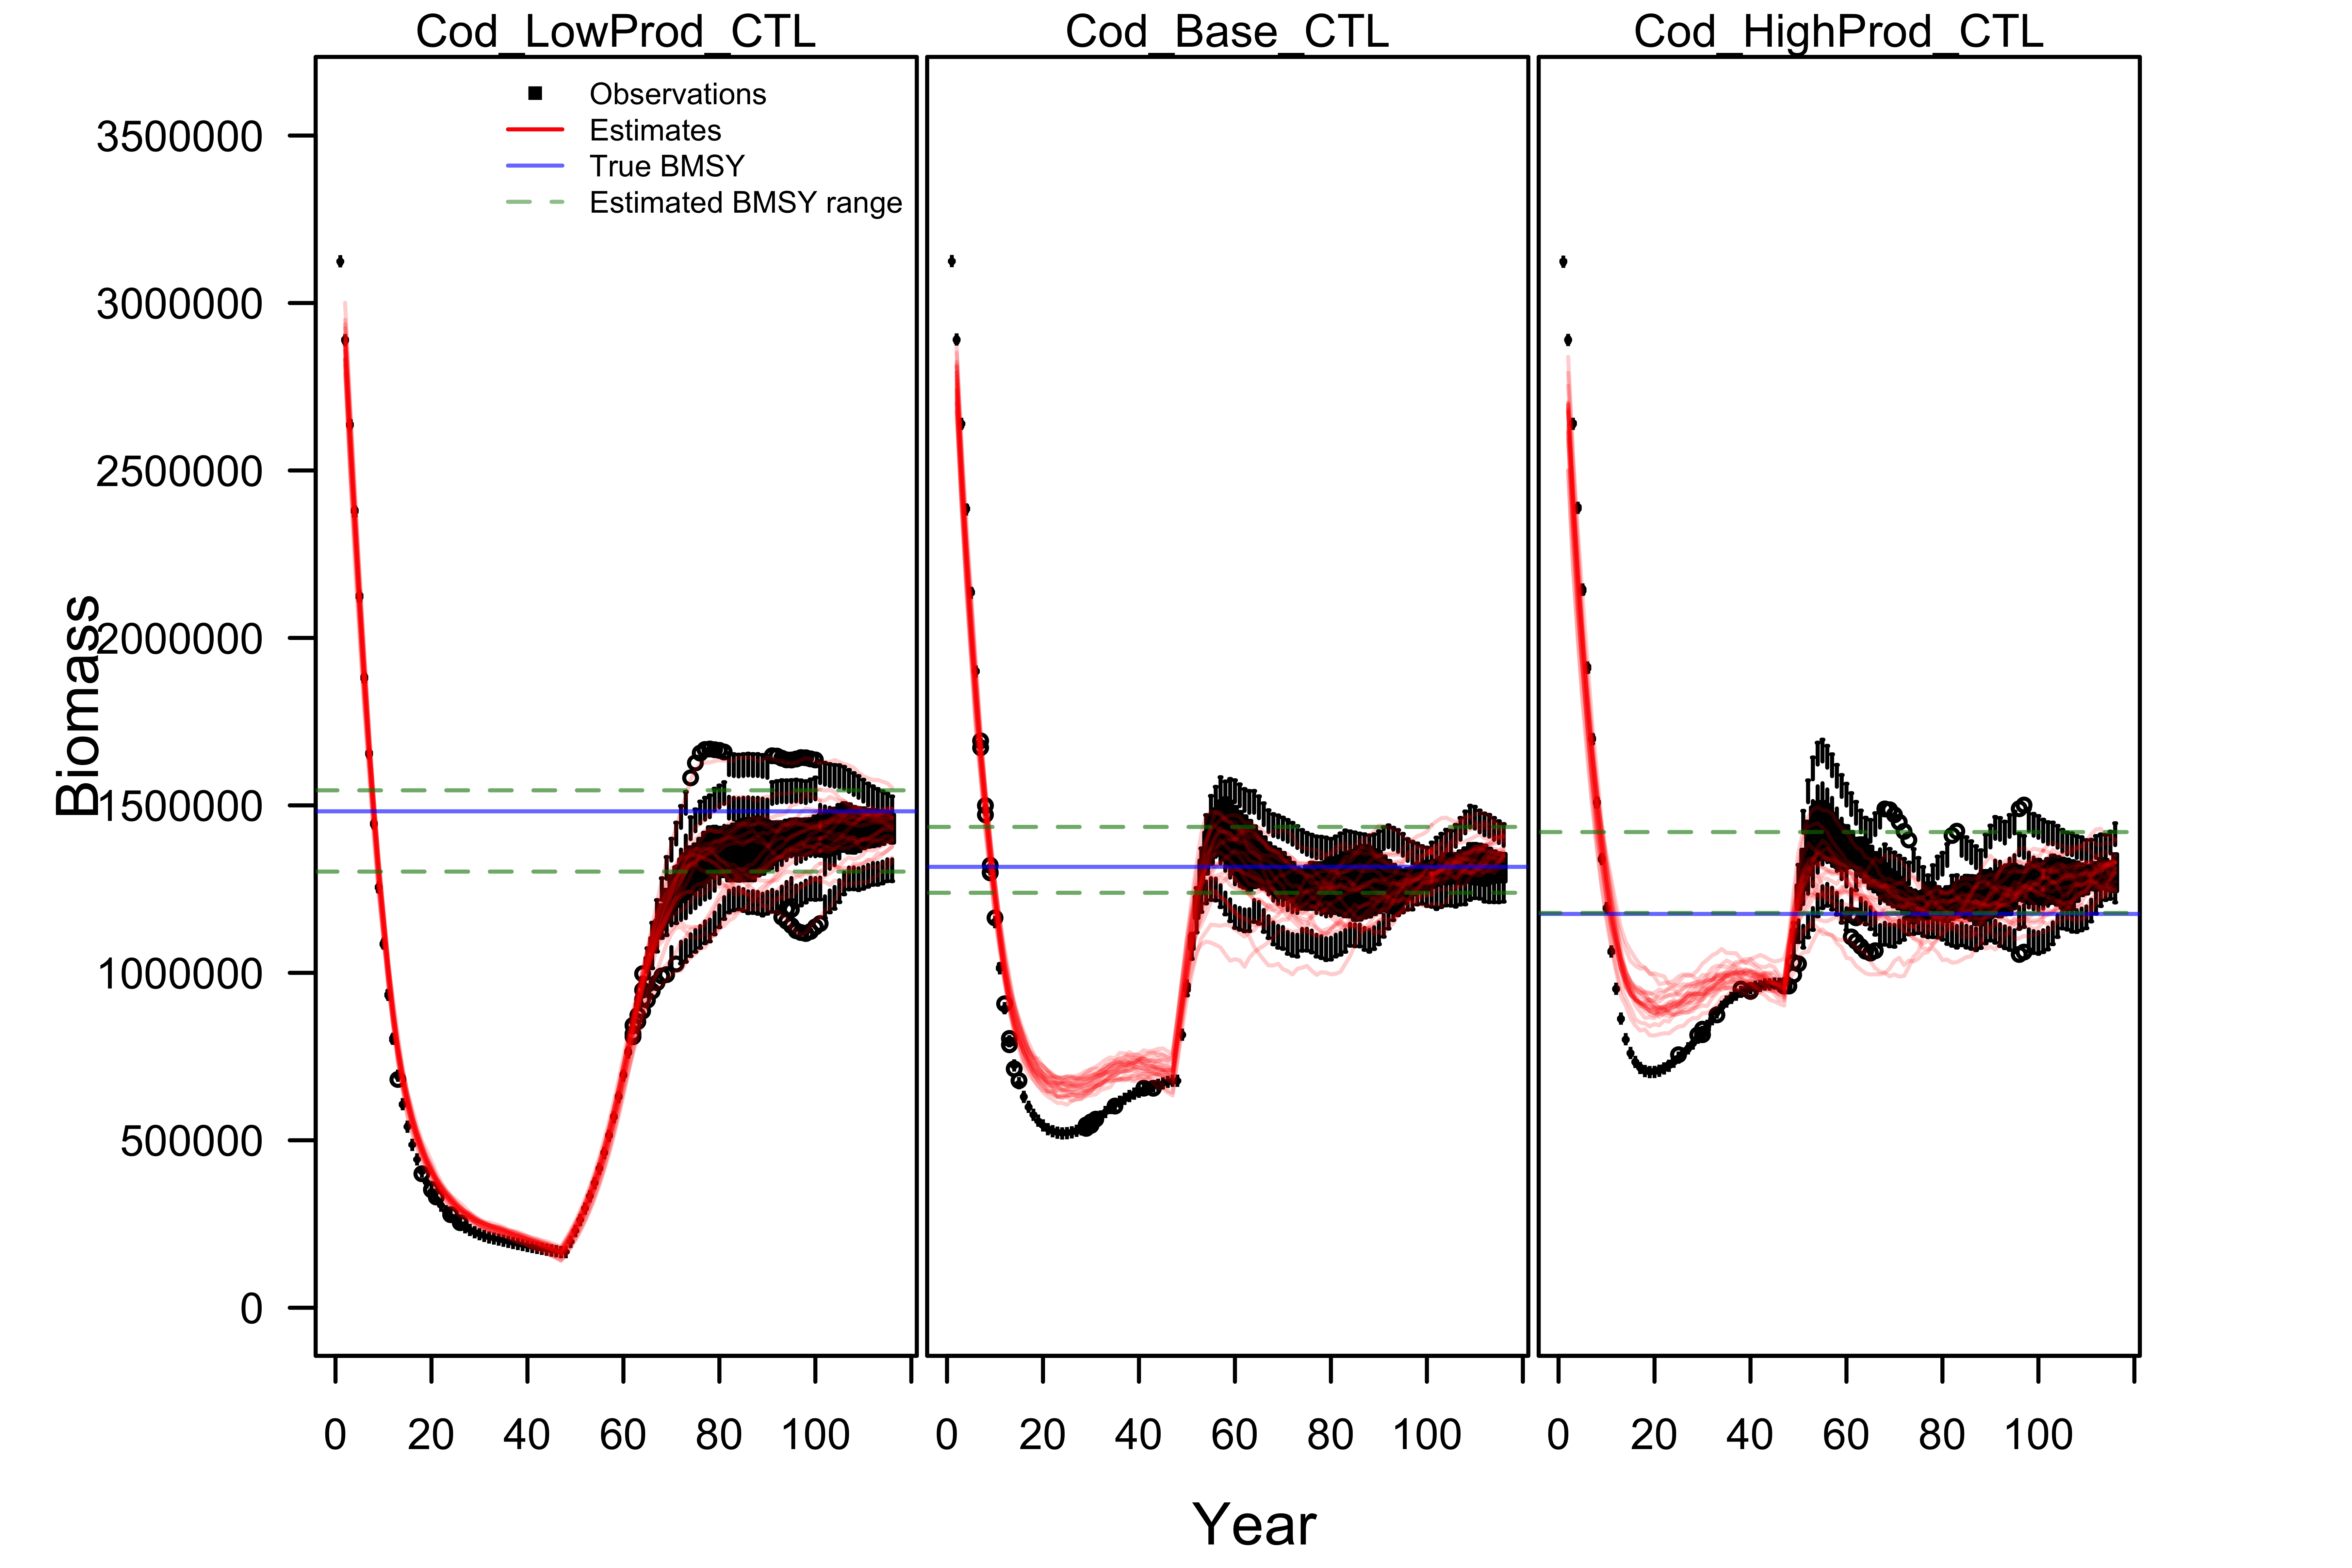 Cod_LowProd_CTL Cod_Base_CTL Cod_HighProd_CTL
Observations
Estimates
True BMSY
Estimated BMSY range
3500000
3000000
2500000
2000000
1500000
1000000
500000
0
Biomass
0 20 40 60 80 100 0 20 40 60 80 100 0 20 40 60 80 100
Year